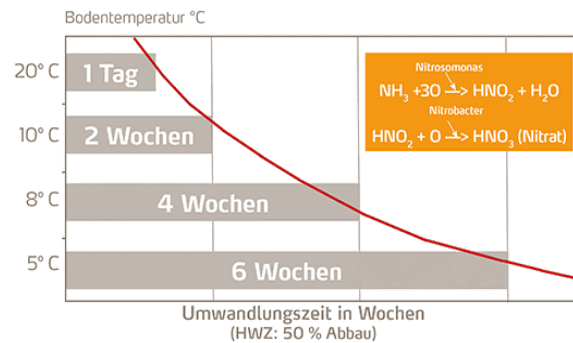 Bodentemperatur °C
20° C
1 Tag
Nitrosomonas
NH₃ +3O —> HNO₂ + H₂O
Nitrobacter
HNO₂ + O —> HNO₃ (Nitrat)
10° C
2 Wochen
8° C
4 Wochen
5° C
6 Wochen
Umwandlungszeit in Wochen
(HWZ: 50 % Abbau)